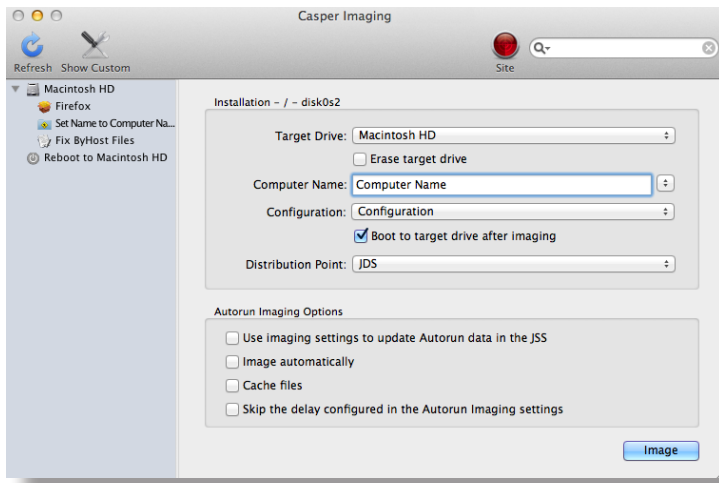 Casper Imaging
Refresh Show Custom
Site
Macintosh HD
Firefox
Set Name to Computer Na...
Fix ByHost Files
Reboot to Macintosh HD
Installation - / - disk0s2
Target Drive: Macintosh HD
Erase target drive
Computer Name: Computer Name
Configuration: Configuration
Boot to target drive after imaging
Distribution Point: JDS
Autorun Imaging Options
Use imaging settings to update Autorun data in the JSS
Image automatically
Cache files
Skip the delay configured in the Autorun Imaging settings
Image